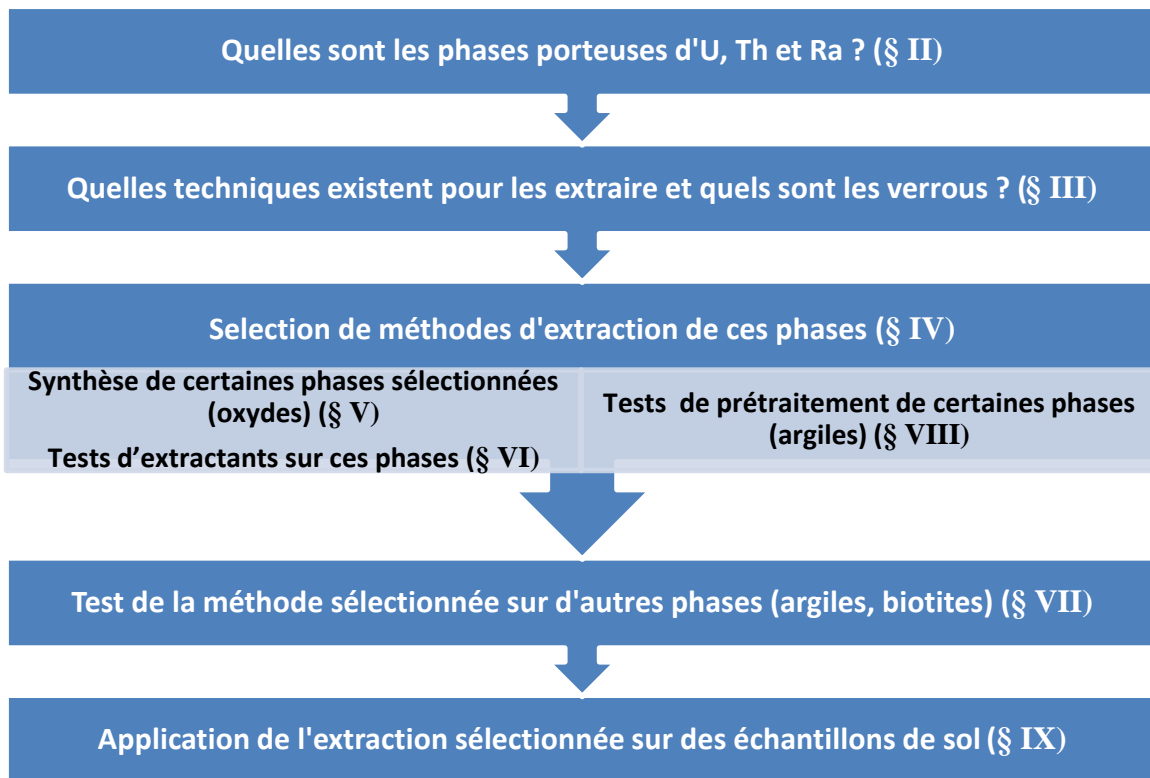 Quelles sont les phases porteuses d'U, Th et Ra ? (§ II)
Quelles techniques existent pour les extraire et quels sont les verrous ? (§ III)
Selection de méthodes d'extraction de ces phases (§ IV)
Synthèse de certaines phases sélectionnées
(oxydes) (§ V)
Tests d’extractants sur ces phases (§ VI)
Tests de prétraitement de certaines phases
(argiles) (§ VIII)
Test de la méthode sélectionnée sur d'autres phases (argiles, biotites) (§ VII)
Application de l'extraction sélectionnée sur des échantillons de sol (§ IX)